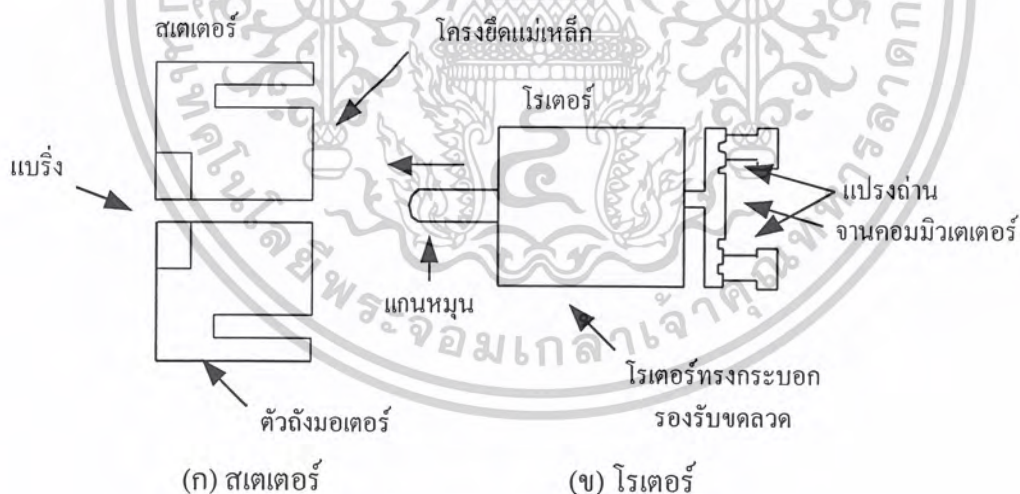 สเตเตอร์
โครงยึดแม่เหล็ก
โรเตอร์
แบริ่ง
แปรงถ่าน
จานคอมมิวเตเตอร์
แกนหมุน
โรเตอร์ทรงกระบอก
รองรับขดลวด
ตัวถังมอเตอร์
(ก) สเตเตอร์
(ข) โรเตอร์